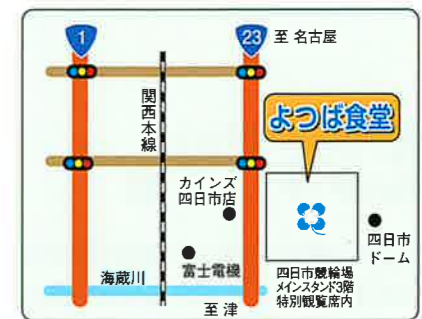 1
23
至 名古屋
関西本線
よつば食堂
カインズ
四日市店
四日市
ドーム
富士電機
海蔵川
四日市競輪場
メインスタンド3階
特別観覧席内
至 津